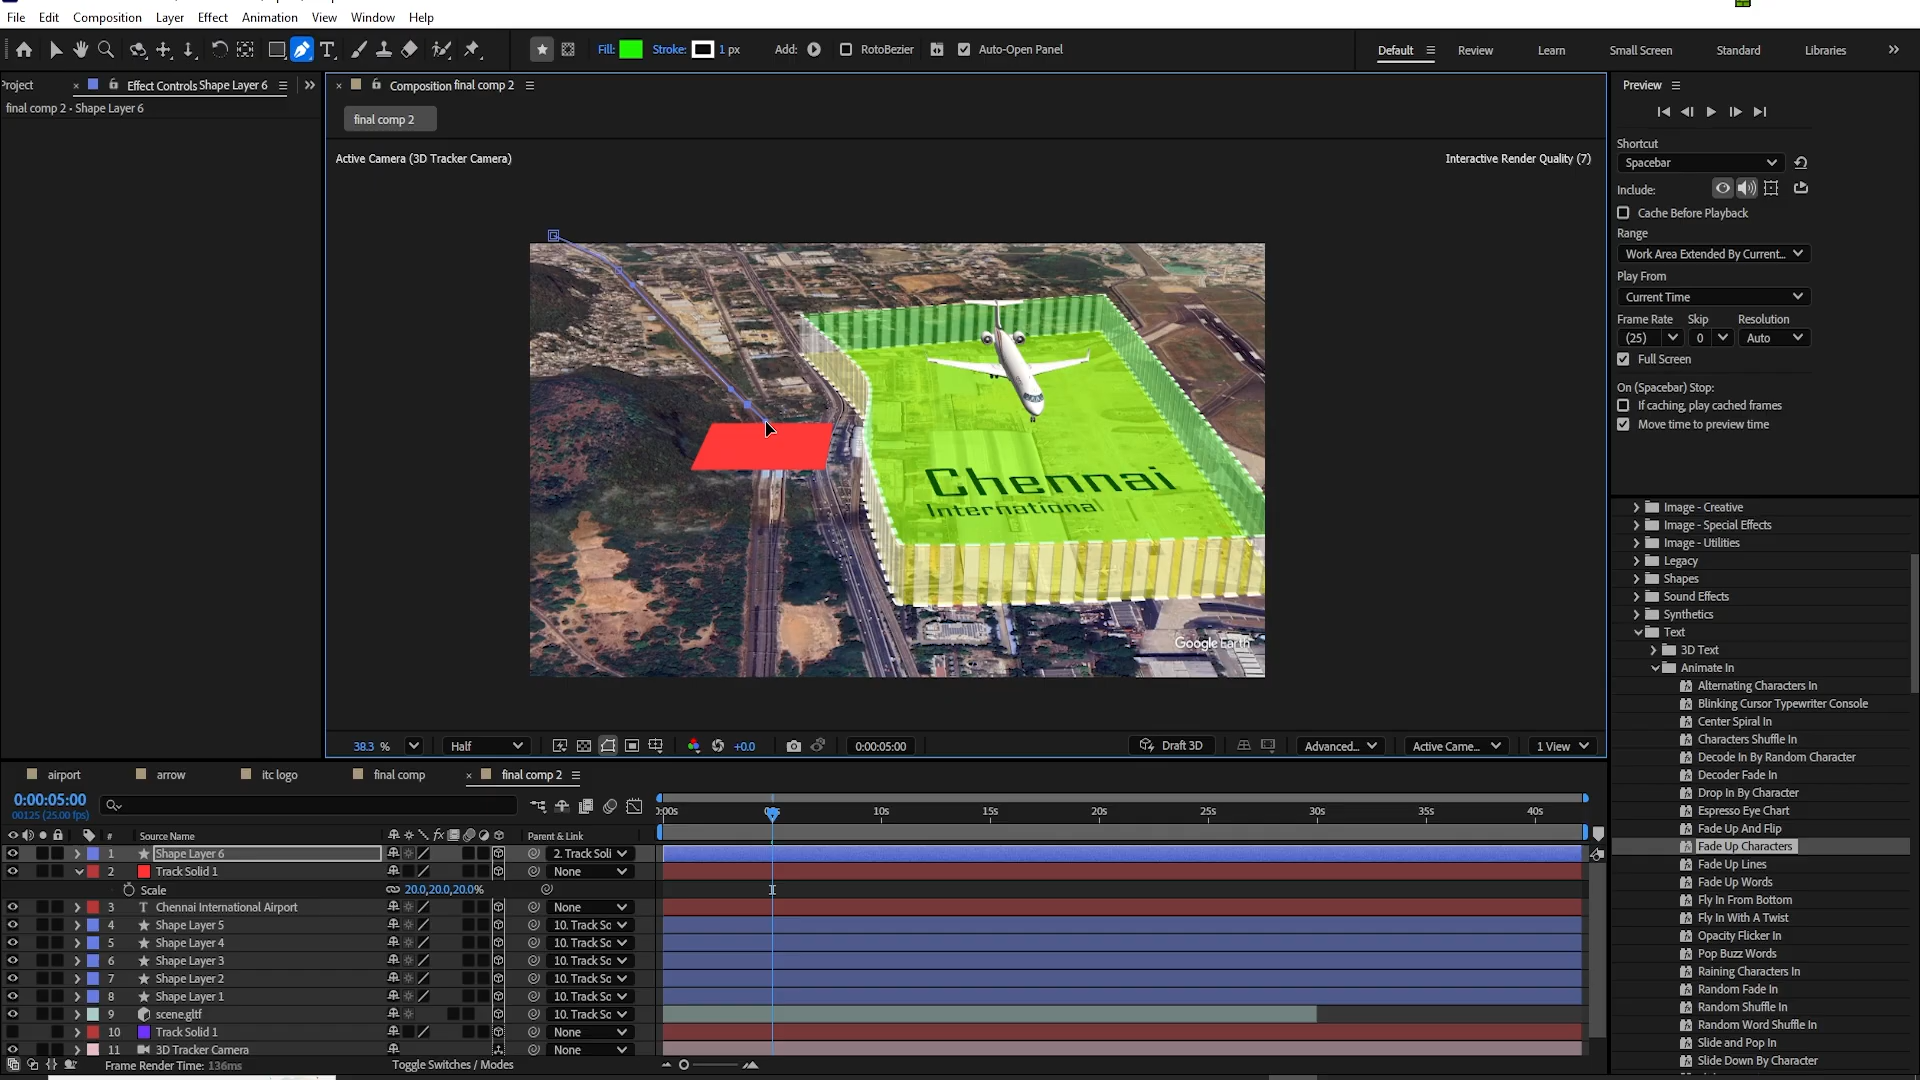 File Edit Composition Layer Effect Animation View Window Help
Fill: Stroke: 1 px Add: RotoBezier Auto-Open Panel
Default Review Learn Small Screen Standard Libraries
Project Effect Controls Shape Layer 6
final comp 2 • Shape Layer 6
Composition final comp 2
final comp 2
Active Camera (3D Tracker Camera) Interactive Render Quality (7)
Chennai
International
Google Earth
38.3 % Half +0.0 0:00:05:00 Draft 3D Advanced... Active Came... 1 View
Preview
Shortcut
Spacebar
Include:
Cache Before Playback
Range
Work Area Extended By Current...
Play From
Current Time
Frame Rate Skip Resolution
(25) 0 Auto
Full Screen
On (Spacebar) Stop:
If caching, play cached frames
Move time to preview time
Image - Creative
Image - Special Effects
Image - Utilities
Legacy
Shapes
Sound Effects
Synthetics
Text
3D Text
Animate In
Alternating Characters In
Blinking Cursor Typewriter Console
Center Spiral In
Characters Shuffle In
Decode In By Random Character
Decoder Fade In
Drop In By Character
Espresso Eye Chart
Fade Up And Flip
Fade Up Characters
Fade Up Lines
Fade Up Words
Fly In From Bottom
Fly In With A Twist
Opacity Flicker In
Pop Buzz Words
Raining Characters In
Random Fade In
Random Shuffle In
Random Word Shuffle In
Slide and Pop In
Slide Down By Character
airport arrow itc logo final comp final comp 2
0:00:05:00
00125 (25.00 fps)
):00s 10s 15s 20s 25s 30s 35s 40s
# Source Name fx Parent & Link
1 Shape Layer 6 2. Track Soli
2 Track Solid 1 None
Scale 20.0,20.0,20.0%
3 T Chennai International Airport None
4 Shape Layer 5 10. Track Sc
5 Shape Layer 4 10. Track Sc
6 Shape Layer 3 10. Track Sc
7 Shape Layer 2 10. Track Sc
8 Shape Layer 1 10. Track Sc
9 scene.gltf 10. Track Sc
10 Track Solid 1 None
11 3D Tracker Camera None
Frame Render Time: 136ms Toggle Switches / Modes